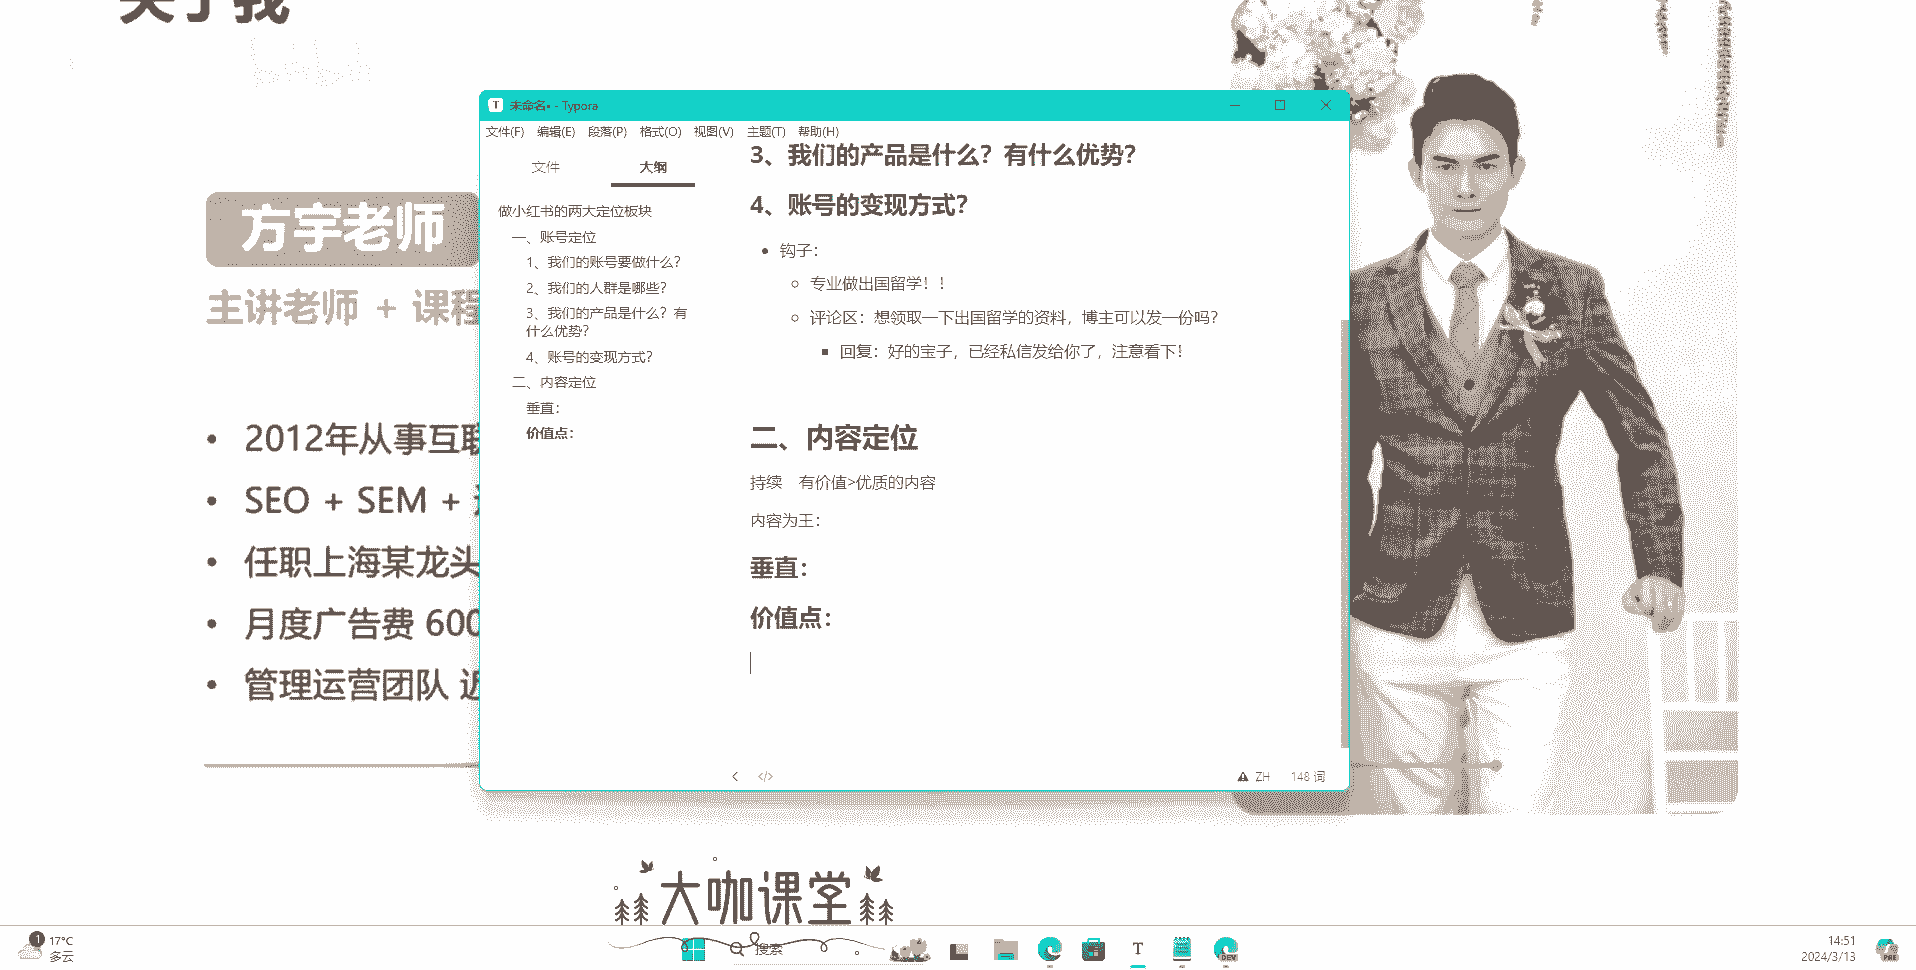 关于我
方宇老师
主讲老师 + 课程
2012年从事互联
SEO + SEM +
任职上海某龙头
月度广告费 600
管理运营团队 近
未命名• - Typora
文件(F) 编辑(E) 段落(P) 格式(O) 视图(V) 主题(T) 帮助(H)
文件 大纲
做小红书的两大定位板块
一、账号定位
1、我们的账号要做什么？
2、我们的人群是哪些？
3、我们的产品是什么？有
什么优势？
4、账号的变现方式？
二、内容定位
垂直：
价值点：
3、我们的产品是什么？有什么优势？
4、账号的变现方式？
钩子：
专业做出国留学！！
评论区：想领取一下出国留学的资料，博主可以发一份吗？
回复：好的宝子，已经私信发给你了，注意看下！
二、内容定位
持续 有价值>优质的内容
内容为王：
垂直：
价值点：
</> ZH 148 词
大咖课堂
1 17°C
多云
搜索
T
DEV
14:51
2024/3/13
PRE